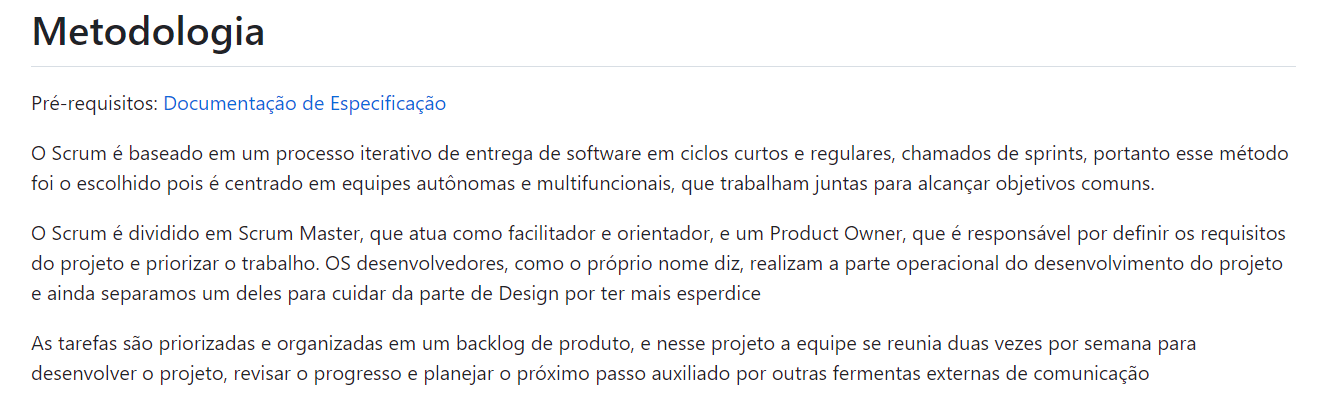 Metodologia
Pré-requisitos: Documentação de Especificação
O Scrum é baseado em um processo iterativo de entrega de software em ciclos curtos e regulares, chamados de sprints, portanto esse método
foi o escolhido pois é centrado em equipes autônomas e multifuncionais, que trabalham juntas para alcançar objetivos comuns.
O Scrum é dividido em Scrum Master, que atua como facilitador e orientador, e um Product Owner, que é responsável por definir os requisitos
do projeto e priorizar o trabalho. OS desenvolvedores, como o próprio nome diz, realizam a parte operacional do desenvolvimento do projeto
e ainda separamos um deles para cuidar da parte de Design por ter mais esperdice
As tarefas são priorizadas e organizadas em um backlog de produto, e nesse projeto a equipe se reunia duas vezes por semana para
desenvolver o projeto, revisar o progresso e planejar o próximo passo auxiliado por outras fermentas externas de comunicação